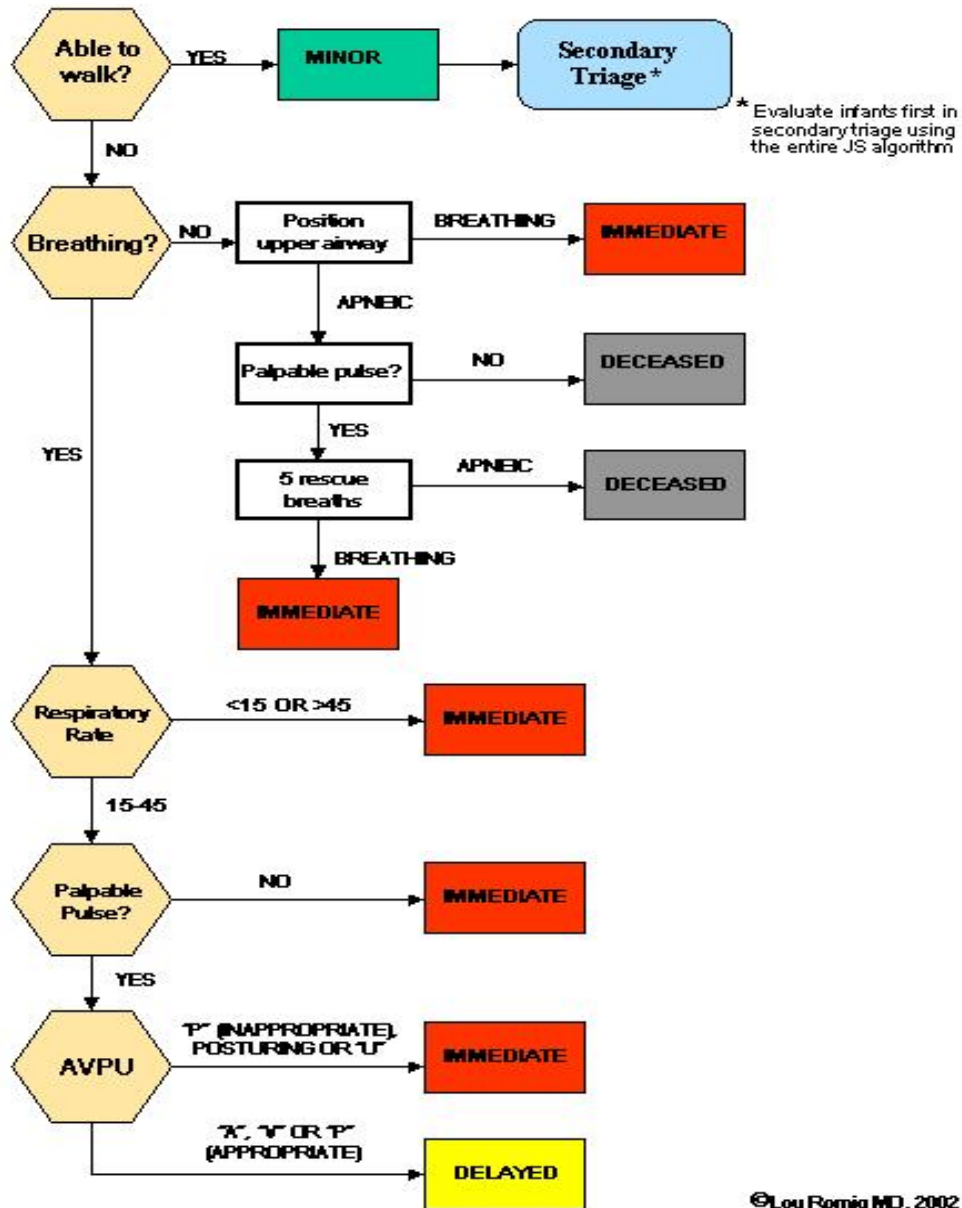 Able to
walk?
YES
MINOR
Secondary
Triage*
* Evaluate infants first in
secondary triage using
the entire JS algorithm
NO
Breathing?
NO
Position
upper airway
BREATHING
IMMEDIATE
APNEIC
Palpable pulse?
NO
DECEASED
YES
5 rescue
breaths
APNEIC
DECEASED
BREATHING
IMMEDIATE
YES
Respiratory
Rate
<15 OR >45
IMMEDIATE
15-45
Palpable
Pulse?
NO
IMMEDIATE
YES
AVPU
"P" (INAPPROPRIATE),
POSTURING OR "U"
IMMEDIATE
"A", "V" OR "P"
(APPROPRIATE)
DELAYED
©Lou Romig MD, 2002